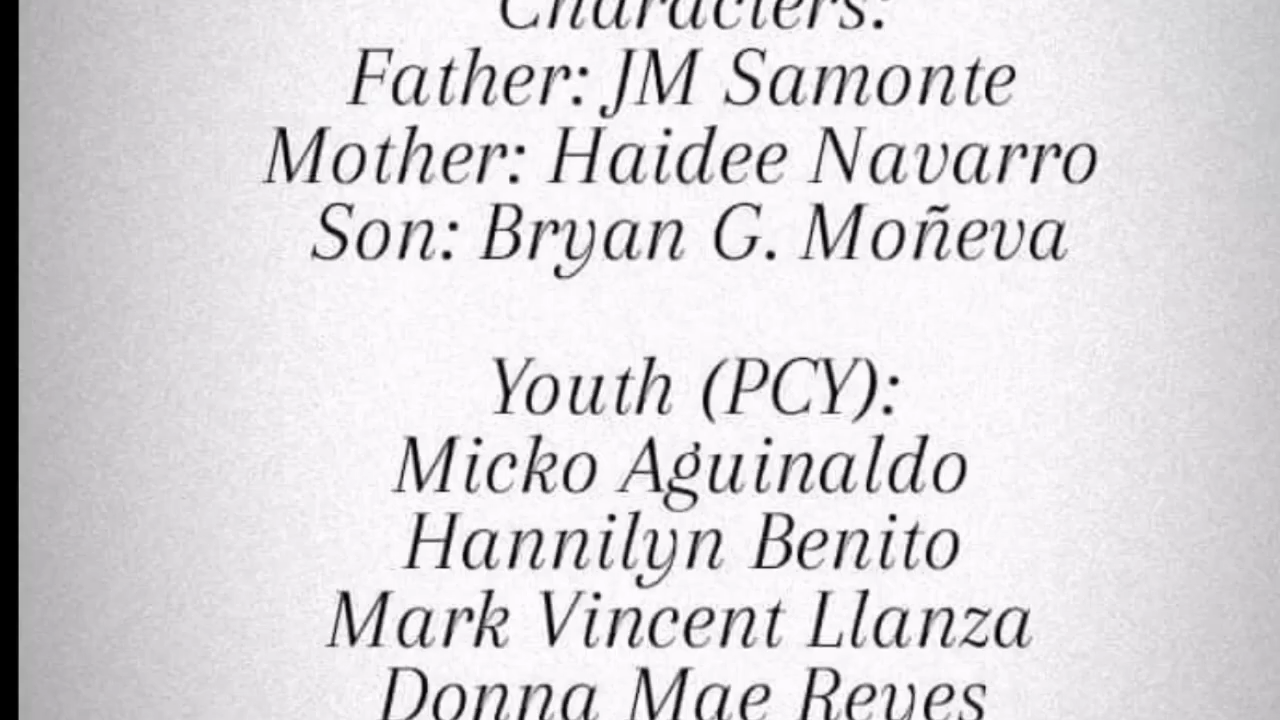 Characters:
Father: JM Samonte
Mother: Haidee Navarro
Son: Bryan G. Moñeva
Youth (PCY):
Micko Aguinaldo
Hannilyn Benito
Mark Vincent Llanza
Donna Mae Reyes